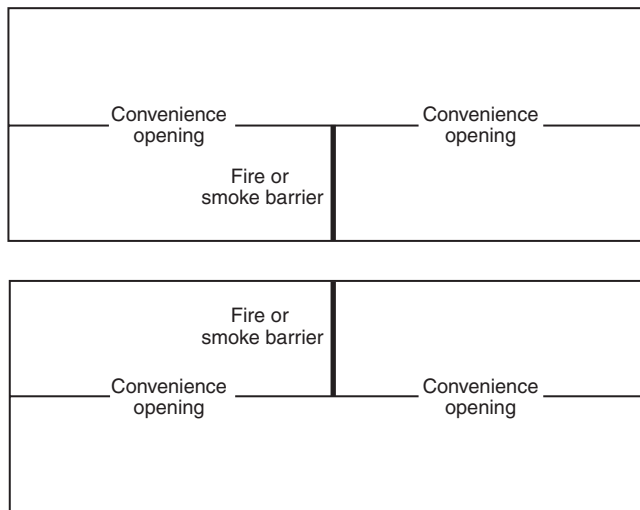 Convenience
opening
Convenience
opening
Fire or
smoke barrier
Fire or
smoke barrier
Convenience
opening
Convenience
opening